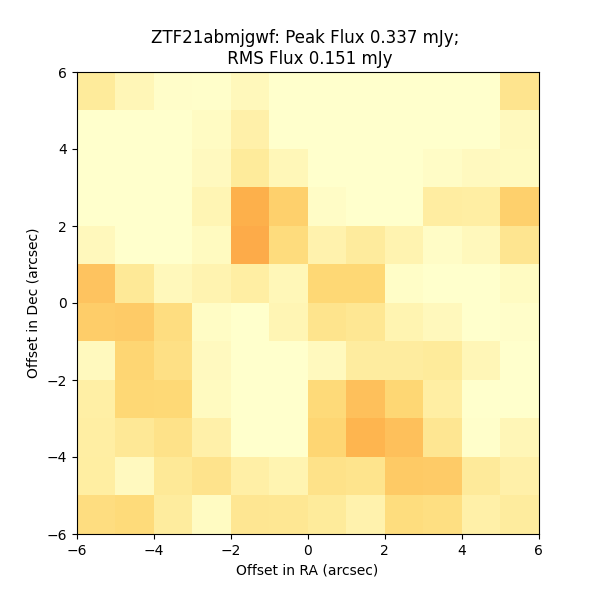 ZTF21abmjgwf: Peak Flux 0.337 mJy;
RMS Flux 0.151 mJy
6
4
2
0
−2
−4
−6
Offset in Dec (arcsec)
−6 −4 −2 0 2 4 6
Offset in RA (arcsec)